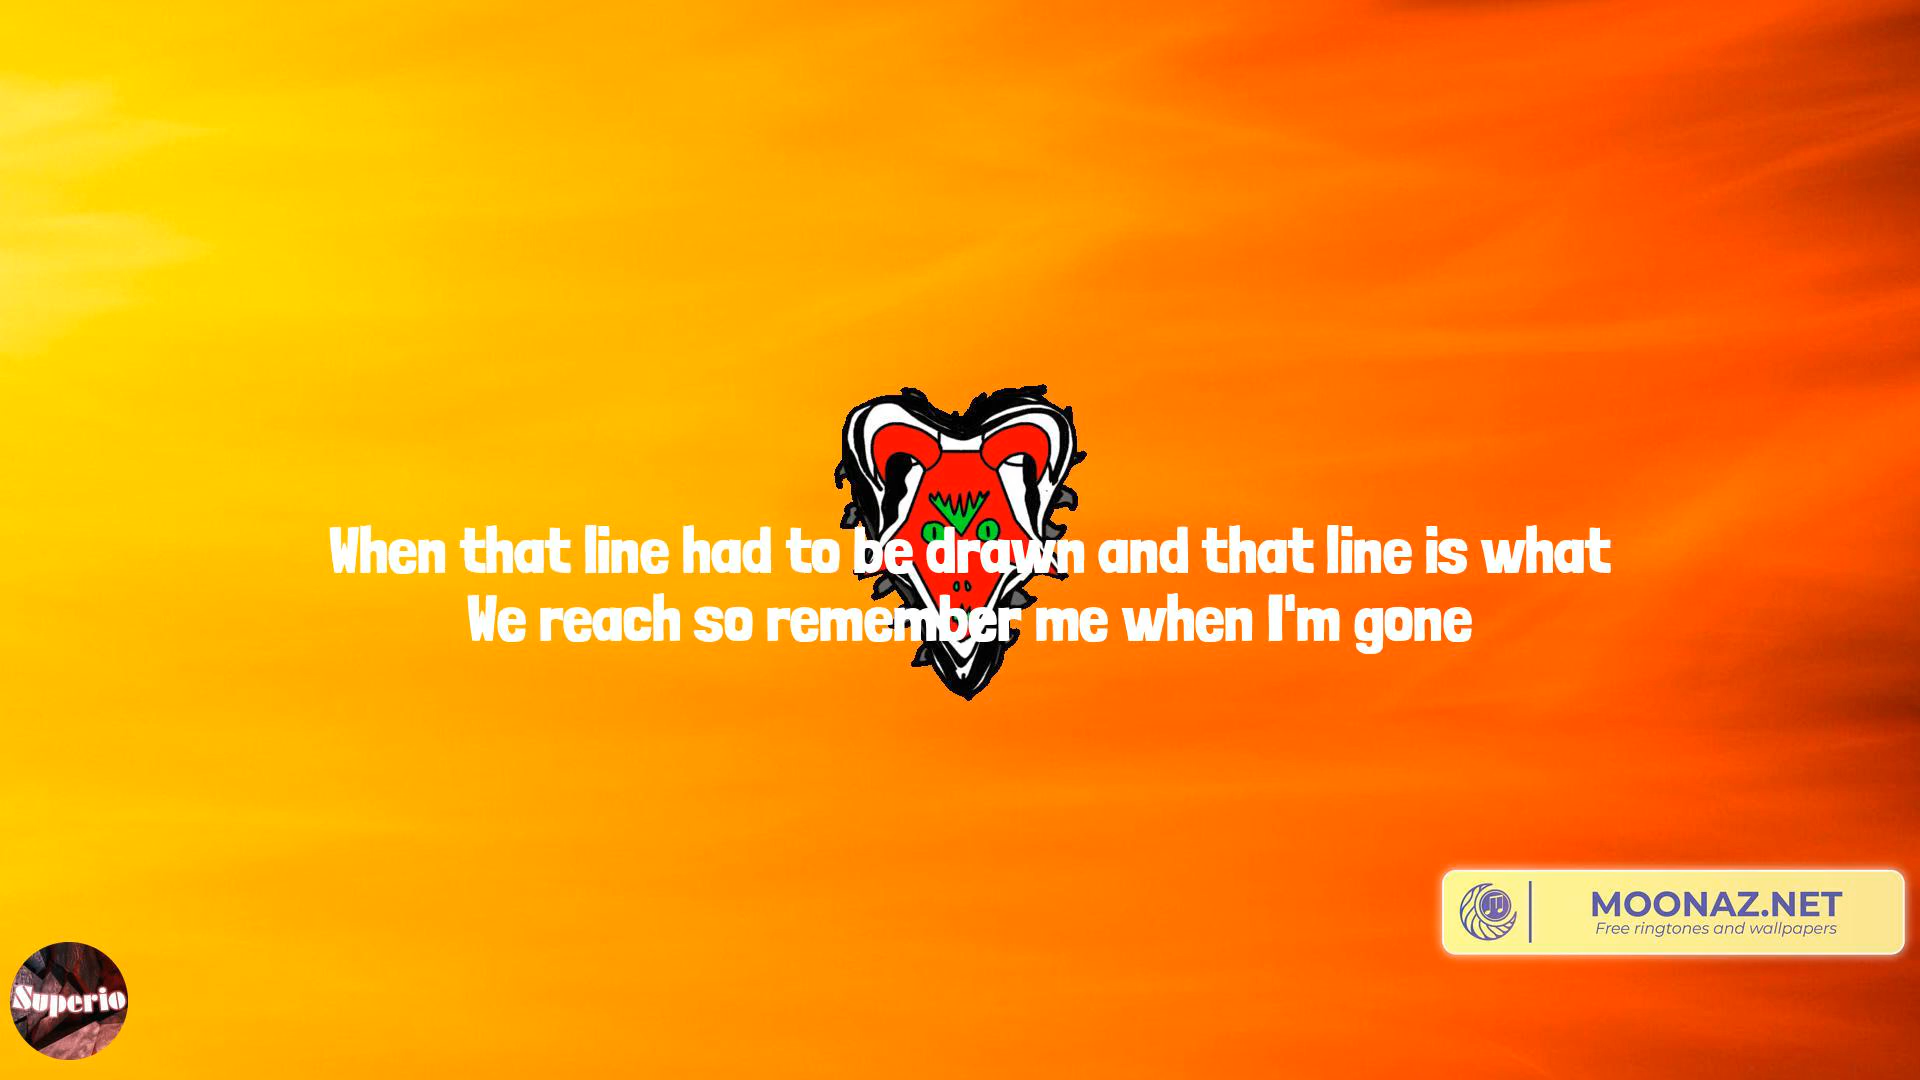 When that line had to be drawn and that line is what
We reach so remember me when I'm gone
MOONAZ.NET
Free ringtones and wallpapers
Superio